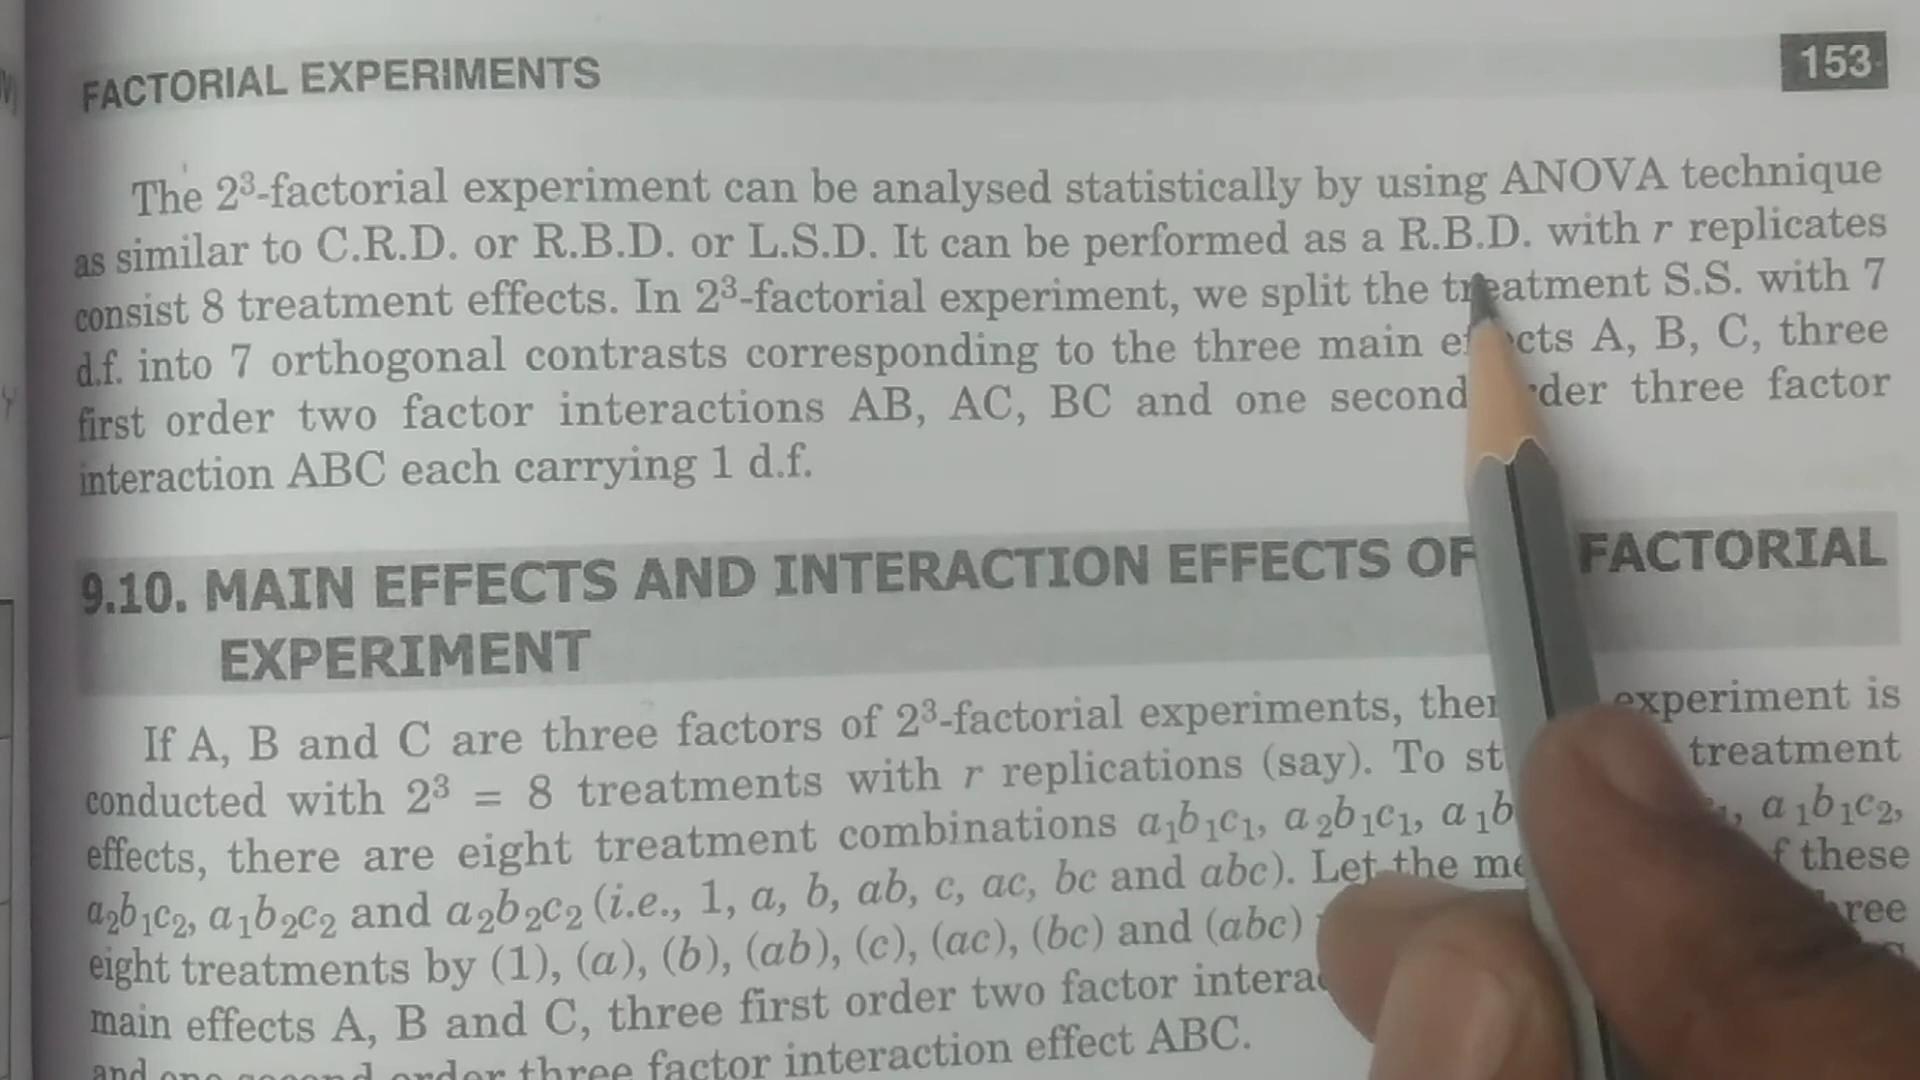 FACTORIAL EXPERIMENTS 153
The 2³-factorial experiment can be analysed statistically by using ANOVA technique
as similar to C.R.D. or R.B.D. or L.S.D. It can be performed as a R.B.D. with r replicates
consist 8 treatment effects. In 2³-factorial experiment, we split the treatment S.S. with 7
d.f. into 7 orthogonal contrasts corresponding to the three main effects A, B, C, three
first order two factor interactions AB, AC, BC and one second order three factor
interaction ABC each carrying 1 d.f.
9.10. MAIN EFFECTS AND INTERACTION EFFECTS OF FACTORIAL
EXPERIMENT
If A, B and C are three factors of 2³-factorial experiments, experiment is
conducted with 2³ = 8 treatments with r replications (say). To treatment
effects, there are eight treatment combinations a₁b₁c₁, a₂b₁c₁, a₁b₁c₂,
a₂b₁c₂, a₁b₂c₂ and a₂b₂c₂ (i.e., 1, a, b, ab, c, ac, bc and abc). Let the these
eight treatments by (1), (a), (b), (ab), (c), (ac), (bc) and (abc)
main effects A, B and C, three first order two factor
and one second order three factor interaction effect ABC.